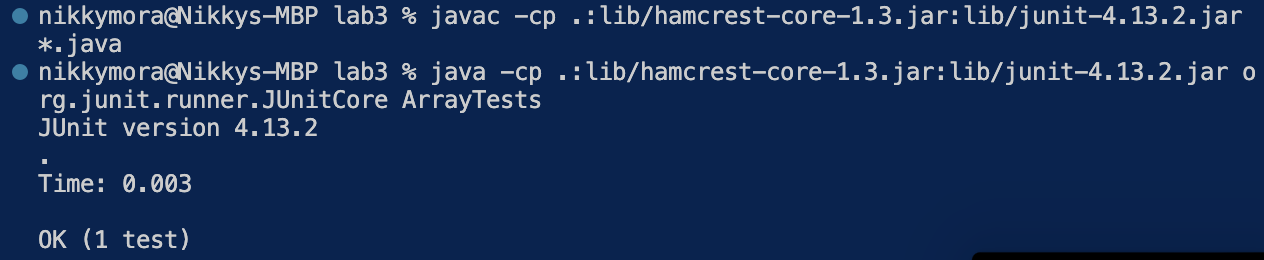 nikkymora@Nikkys-MBP lab3 % javac -cp .:lib/hamcrest-core-1.3.jar:lib/junit-4.13.2.jar
*.java
nikkymora@Nikkys-MBP lab3 % java -cp .:lib/hamcrest-core-1.3.jar:lib/junit-4.13.2.jar o
rg.junit.runner.JUnitCore ArrayTests
JUnit version 4.13.2
.
Time: 0.003
OK (1 test)